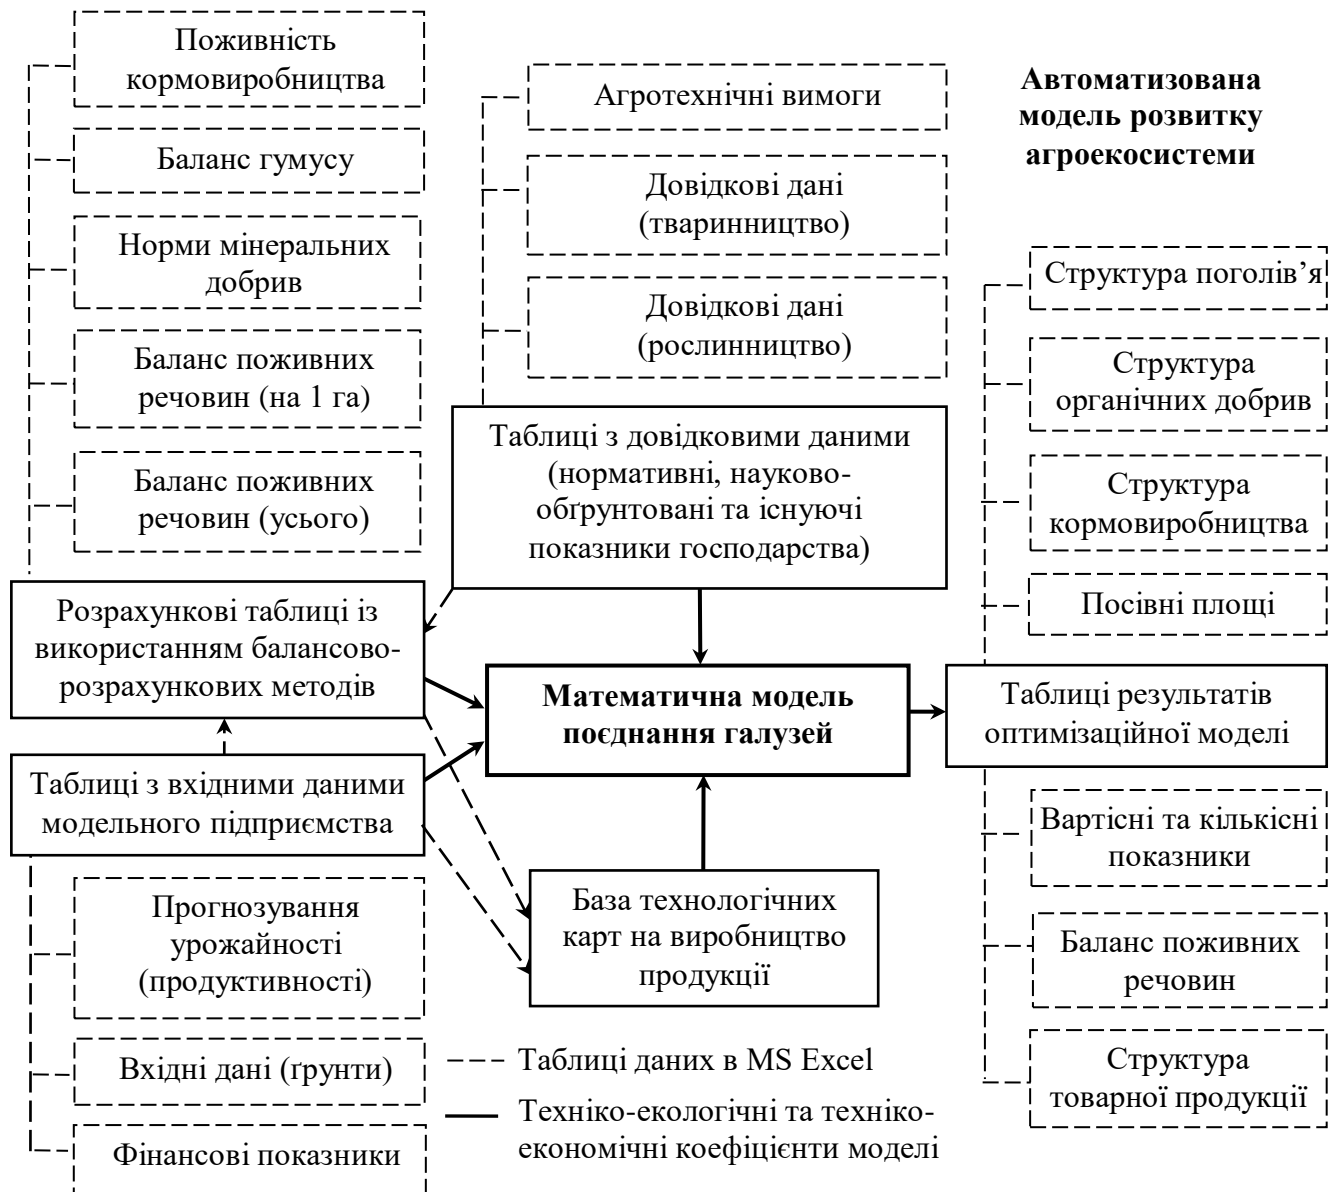 Поживність
кормовиробництва
Баланс гумусу
Норми мінеральних
добрив
Баланс поживних
речовин (на 1 га)
Баланс поживних
речовин (усього)
Агротехнічні вимоги
Довідкові дані
(тваринництво)
Довідкові дані
(рослинництво)
Автоматизована
модель розвитку
агроекосистеми
Структура поголів’я
Структура
органічних добрив
Структура
кормовиробництва
Посівні площі
Таблиці з довідковими даними
(нормативні, науково-
обґрунтовані та існуючі
показники господарства)
Розрахункові таблиці із
використанням балансово-
розрахункових методів
Математична модель
поєднання галузей
Таблиці результатів
оптимізаційної моделі
Таблиці з вхідними даними
модельного підприємства
Вартісні та кількісні
показники
База технологічних
карт на виробництво
продукції
Прогнозування
урожайності
(продуктивності)
Баланс поживних
речовин
Вхідні дані (ґрунти)
Структура
товарної продукції
Фінансові показники
Таблиці даних в MS Excel
Техніко-екологічні та техніко-
економічні коефіцієнти моделі